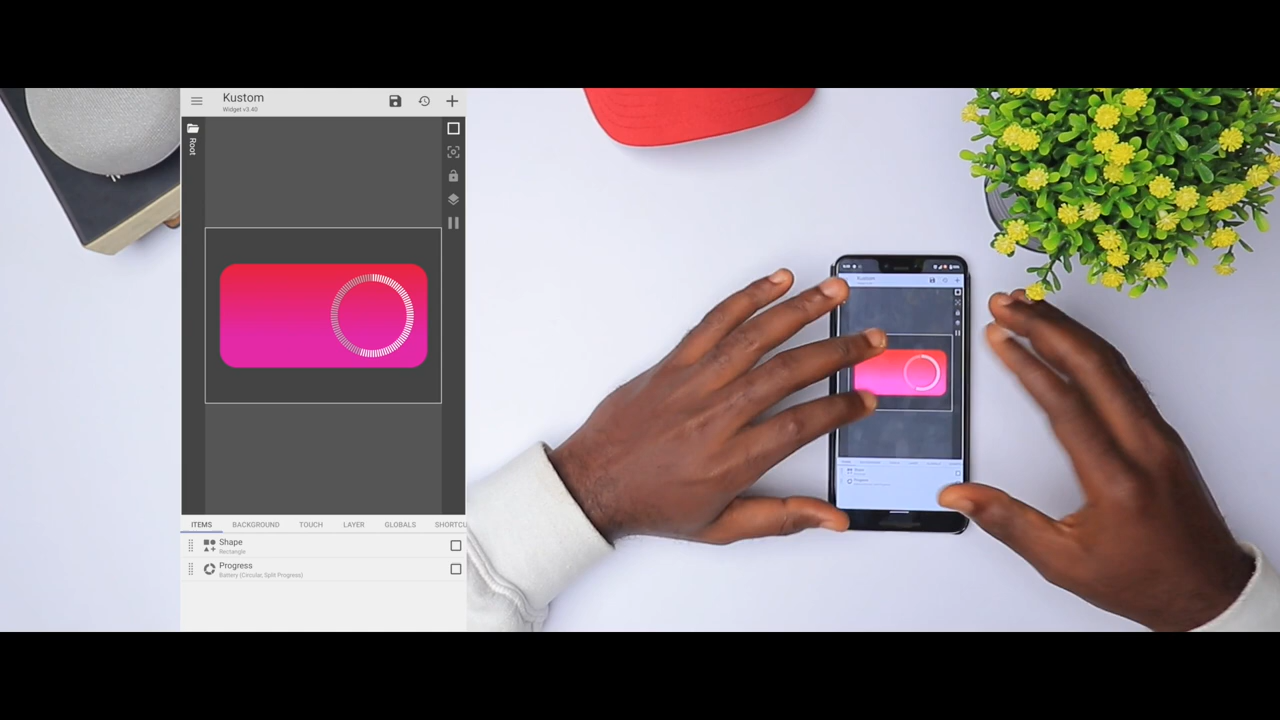 Kustom
Widget v3.40
Root
ITEMS BACKGROUND TOUCH LAYER GLOBALS SHORTCU
Shape
Rectangle
Progress
Battery (Circular, Split Progress)